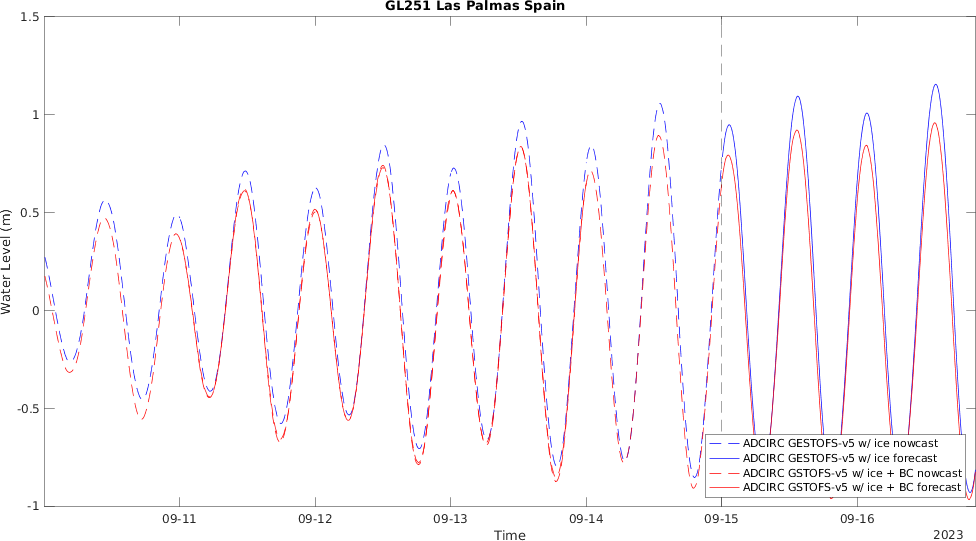 GL251 Las Palmas Spain
1.5
1
0.5
0
-0.5
-1
Water Level (m)
ADCIRC GESTOFS-v5 w/ ice nowcast
ADCIRC GESTOFS-v5 w/ ice forecast
ADCIRC GSTOFS-v5 w/ ice + BC nowcast
ADCIRC GSTOFS-v5 w/ ice + BC forecast
09-11 09-12 09-13 09-14 09-15 09-16
Time
2023